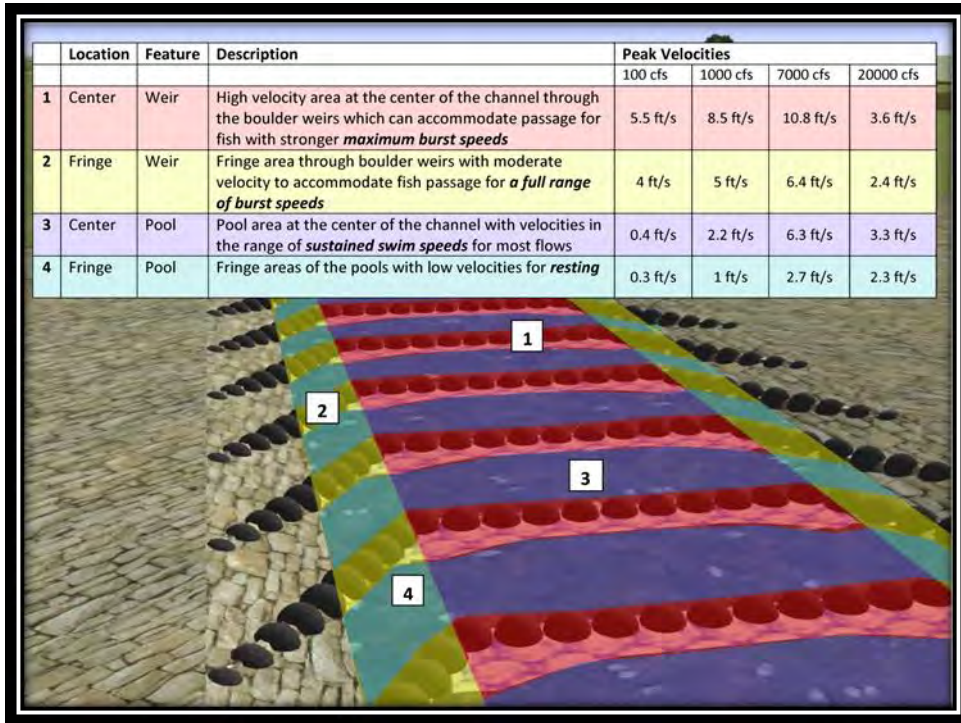 Location Feature Description Peak Velocities
100 cfs 1000 cfs 7000 cfs 20000 cfs
1 Center Weir High velocity area at the center of the channel through
the boulder weirs which can accommodate passage for
fish with stronger maximum burst speeds
5.5 ft/s 8.5 ft/s 10.8 ft/s 3.6 ft/s
2 Fringe Weir Fringe area through boulder weirs with moderate
velocity to accommodate fish passage for a full range
of burst speeds
4 ft/s 5 ft/s 6.4 ft/s 2.4 ft/s
3 Center Pool Pool area at the center of the channel with velocities in
the range of sustained swim speeds for most flows
0.4 ft/s 2.2 ft/s 6.3 ft/s 3.3 ft/s
4 Fringe Pool Fringe areas of the pools with low velocities for resting
0.3 ft/s 1 ft/s 2.7 ft/s 2.3 ft/s
1
2
3
4